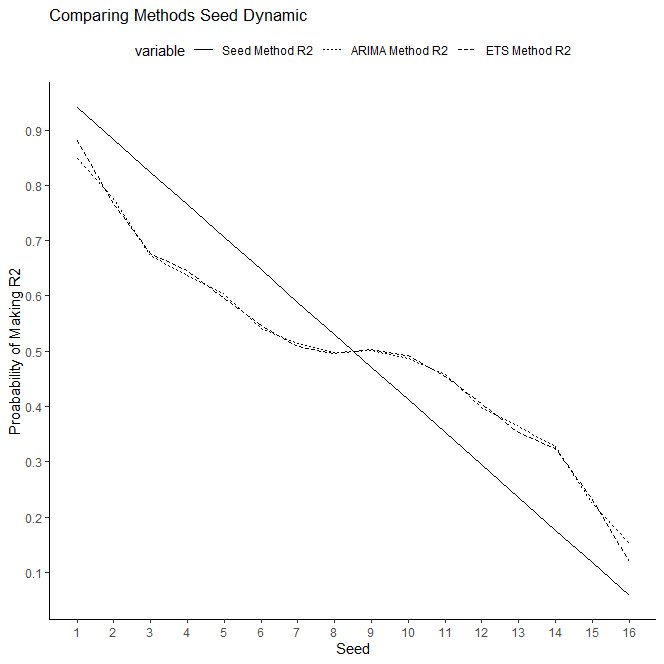 Comparing Methods Seed Dynamic
variable Seed Method R2 ARIMA Method R2 ETS Method R2
Proabability of Making R2
0.9
0.8
0.7
0.6
0.5
0.4
0.3
0.2
0.1
1 2 3 4 5 6 7 8 9 10 11 12 13 14 15 16
Seed